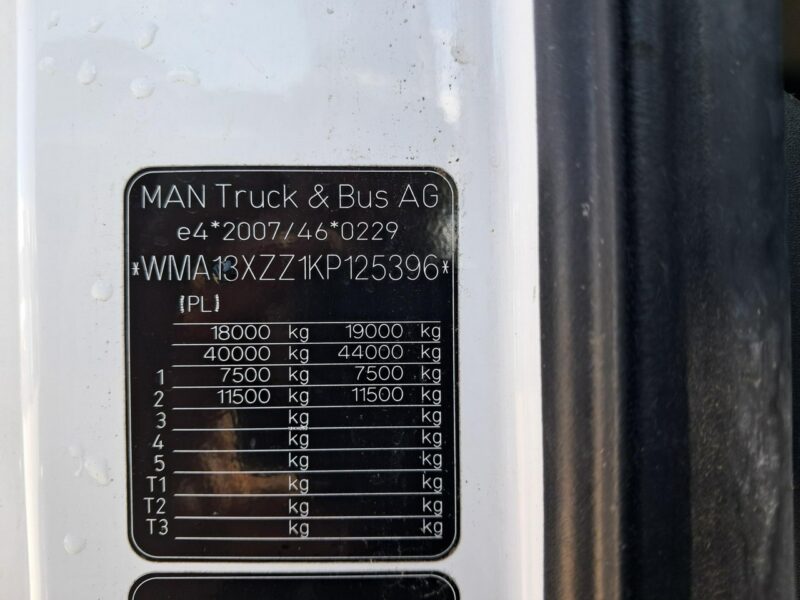 MAN Truck & Bus AG
e4*2007/46*0229
*WMA13XZZ1KP125396*
(PL)
18000 kg 19000 kg
40000 kg 44000 kg
1 7500 kg 7500 kg
2 11500 kg 11500 kg
3 kg kg
4 kg kg
5 kg kg
T1 kg kg
T2 kg kg
T3 kg kg